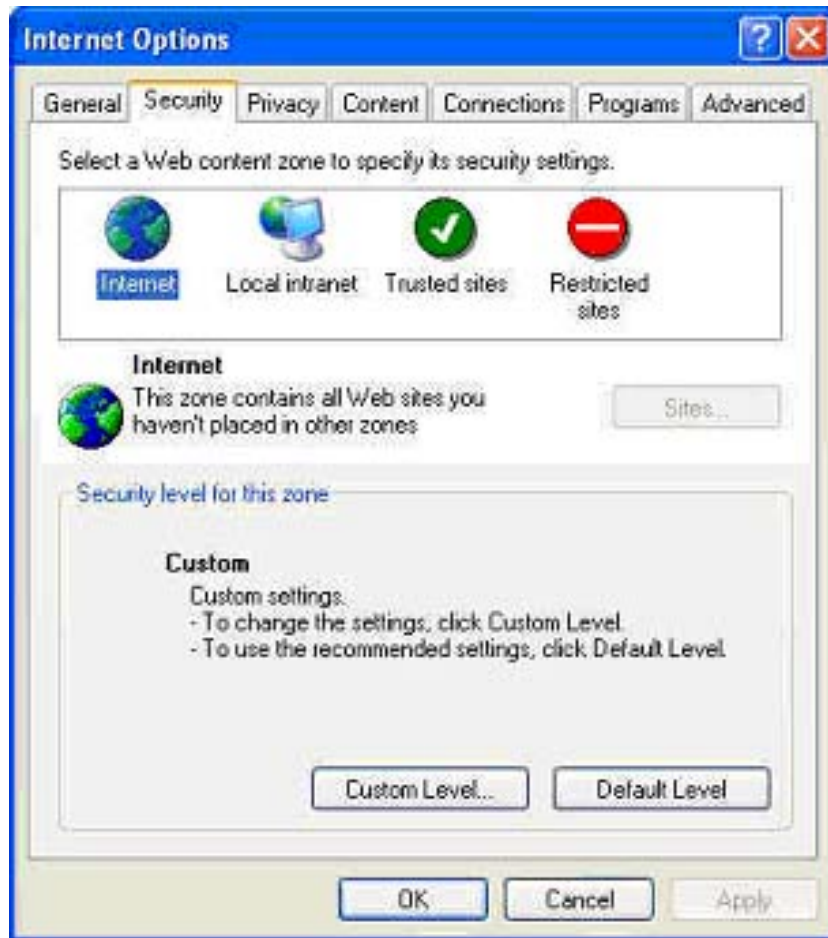 Internet Options
General Security Privacy Content Connections Programs Advanced
Select a Web content zone to specify its security settings.
Internet Local intranet Trusted sites Restricted sites
Internet
This zone contains all Web sites you
haven't placed in other zones
Sites...
Security level for this zone
Custom
Custom settings.
- To change the settings, click Custom Level.
- To use the recommended settings, click Default Level.
Custom Level... Default Level
OK Cancel Apply